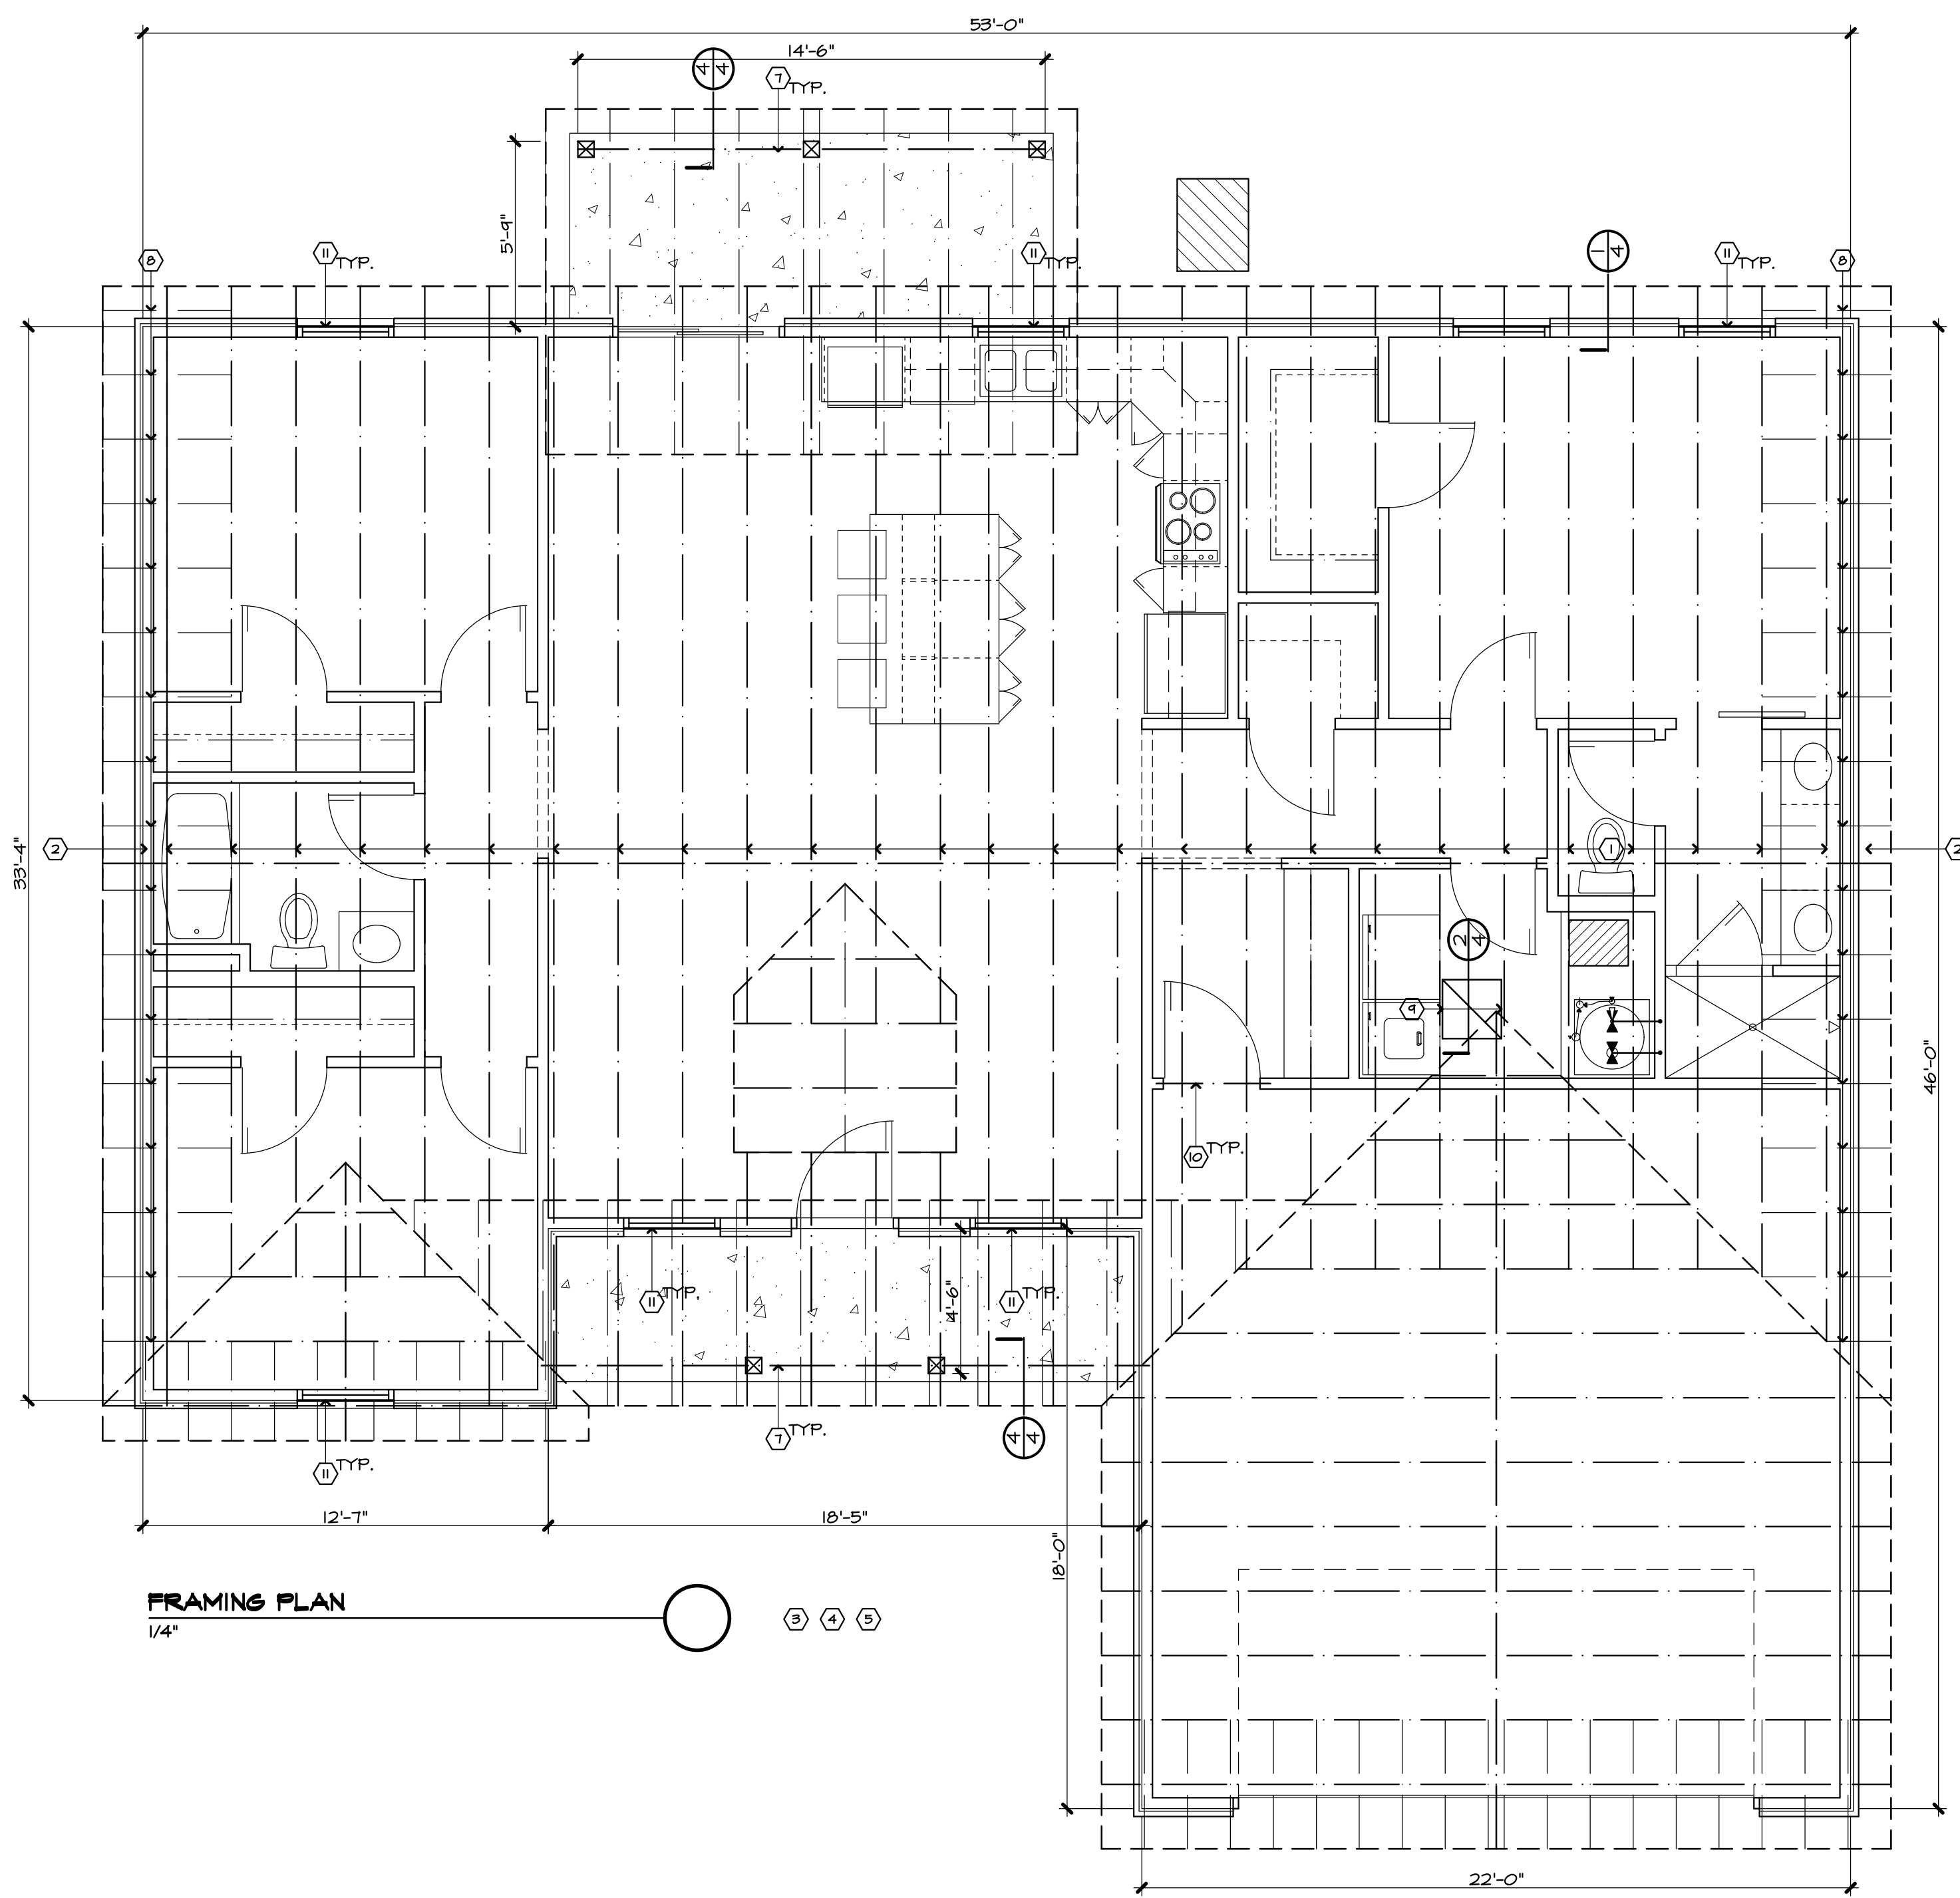 53'-0"
14'-6"
4 4
7 TYP.
5'-9"
8
11 TYP.
11 TYP.
1 4
11 TYP.
8
33'-4"
2
1
2
2 4
9
10 TYP.
46'-0"
11 TYP.
4'-6"
11 TYP.
7 TYP.
4 4
11 TYP.
12'-7"
18'-5"
18'-0"
FRAMING PLAN
1/4"
3 4 5
22'-0"